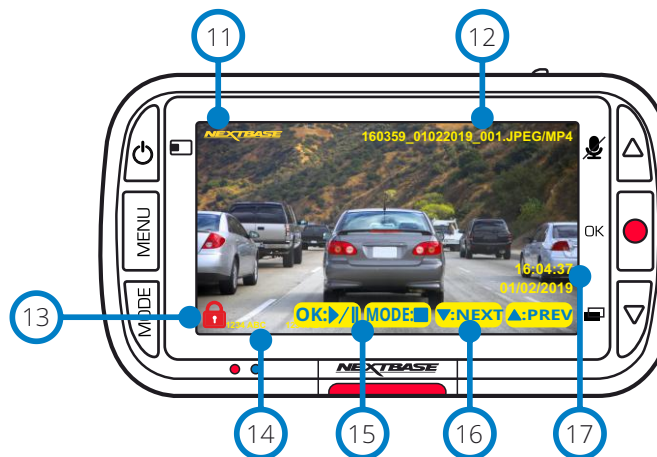 11 12
NEXTBASE 160359_01022019_001.JPEG/MP4
MENU
OK
16:04:37
01/02/2019
MODE
13
OK:▶/II MODE:■ ▼:NEXT ▲:PREV
NEXTBASE
14 15 16 17